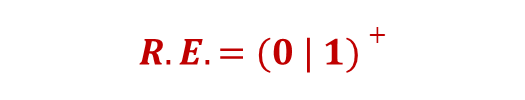 R. E. = (0 | 1)⁺